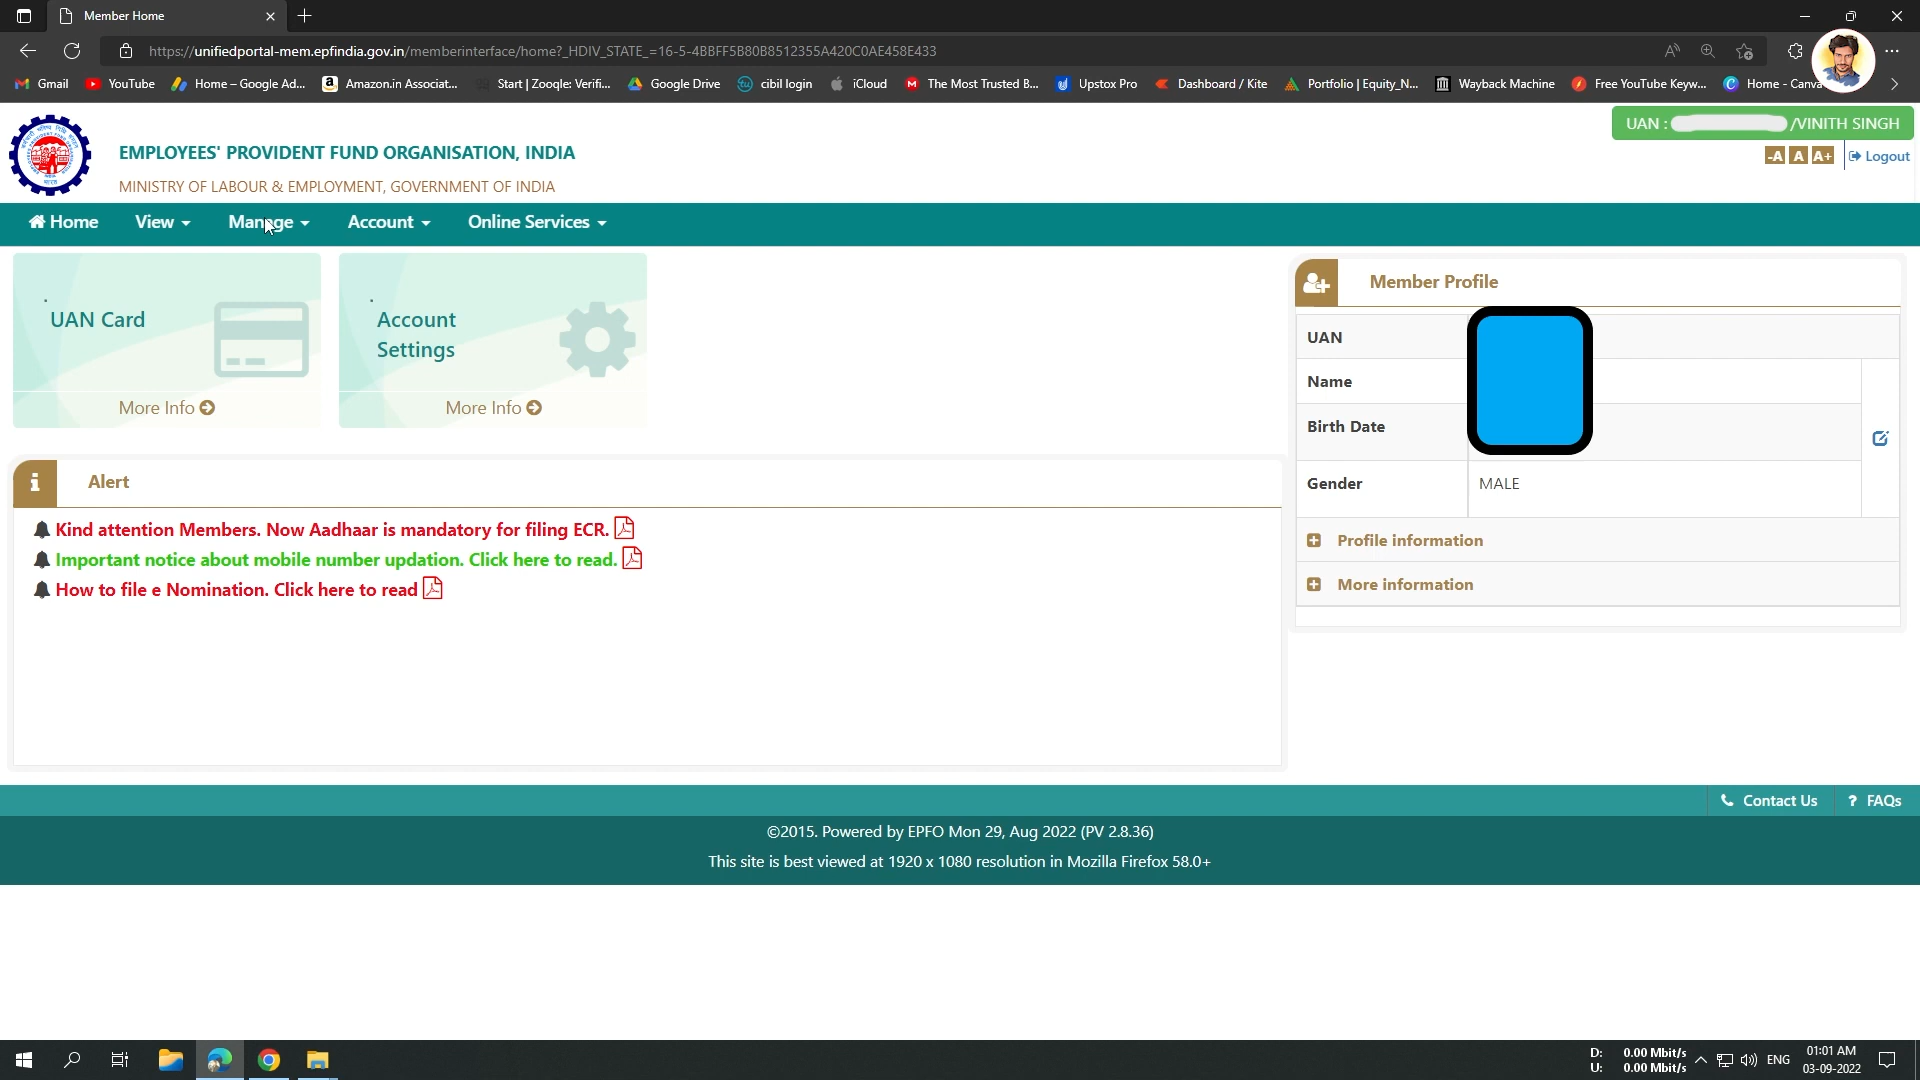 Member Home
https://unifiedportal-mem.epfindia.gov.in/memberinterface/home?_HDIV_STATE_=16-5-4BBFF5B80B8512355A420C0AE458E433
Gmail YouTube Home – Google Ad... Amazon.in Associat... Start | Zoogle: Verifi... Google Drive cibil login iCloud The Most Trusted B... Upstox Pro Dashboard / Kite Portfolio | Equity_N... Wayback Machine Free YouTube Keyw... Home - Canva
UAN : /VINITH SINGH
EMPLOYEES' PROVIDENT FUND ORGANISATION, INDIA
-A A A+ Logout
MINISTRY OF LABOUR & EMPLOYMENT, GOVERNMENT OF INDIA
Home View Manage Account Online Services
UAN Card
More Info
Account
Settings
More Info
Member Profile
UAN
Name
Birth Date
Gender MALE
Profile information
More information
Alert
Kind attention Members. Now Aadhaar is mandatory for filing ECR.
Important notice about mobile number updation. Click here to read.
How to file e Nomination. Click here to read
Contact Us ? FAQs
©2015. Powered by EPFO Mon 29, Aug 2022 (PV 2.8.36)
This site is best viewed at 1920 x 1080 resolution in Mozilla Firefox 58.0+
D: 0.00 Mbit/s
U: 0.00 Mbit/s
ENG
01:01 AM
03-09-2022